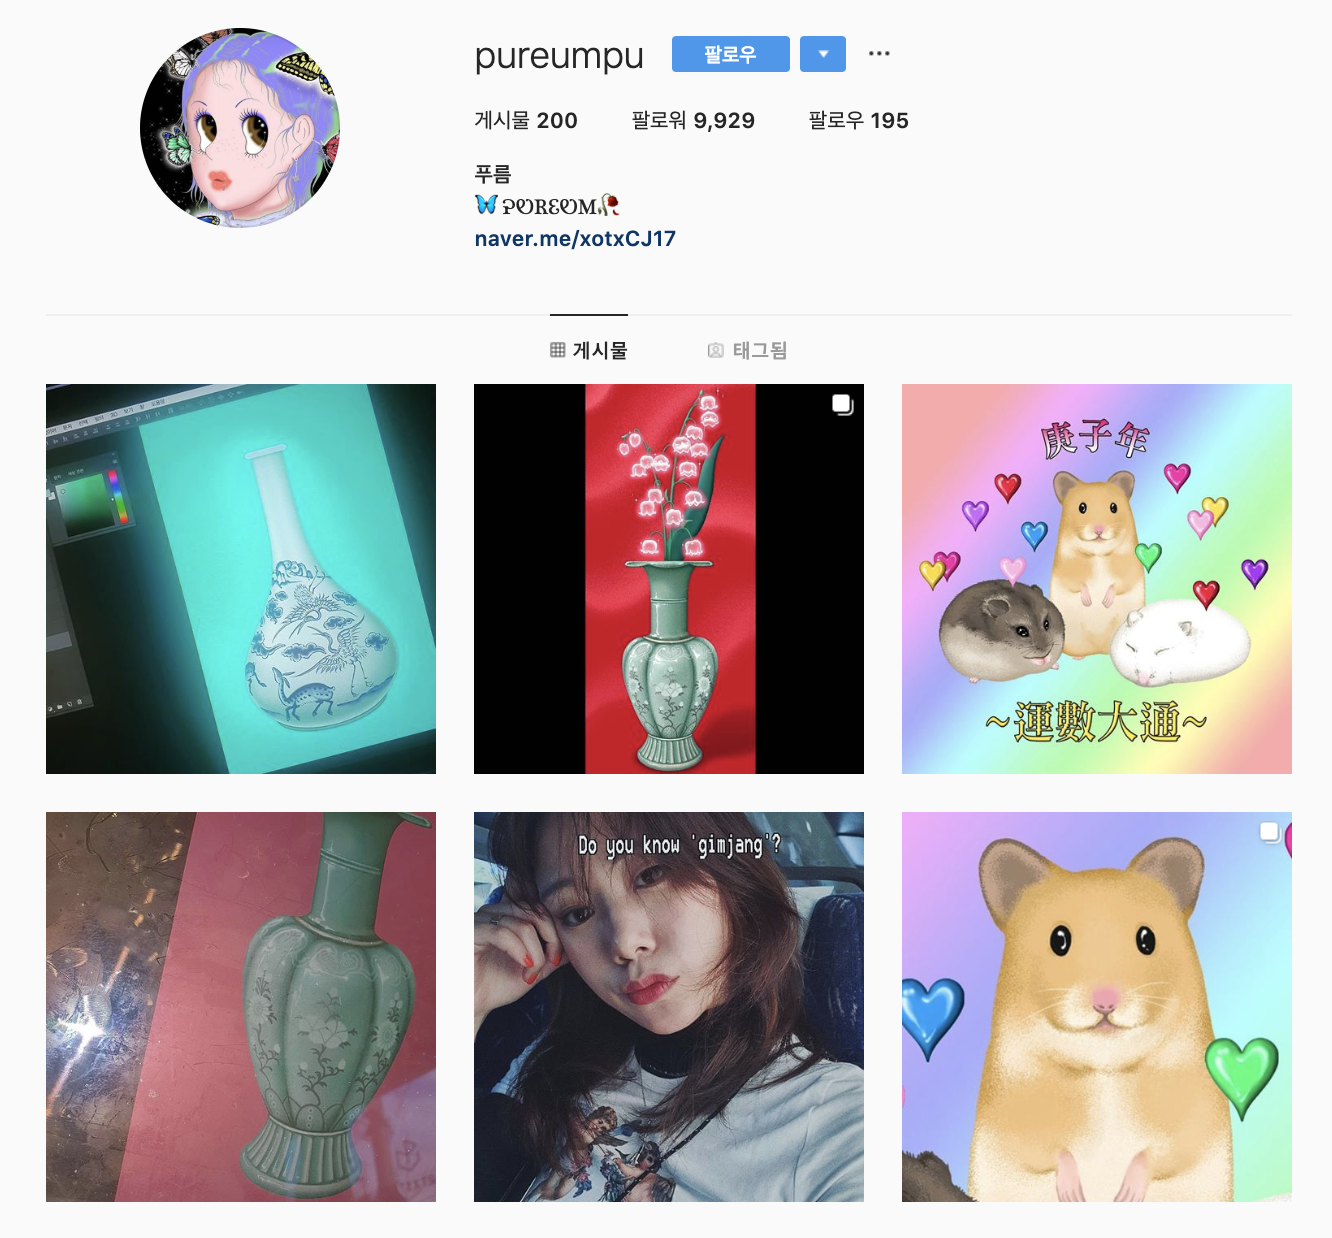 pureumpu 팔로우
게시물 200 팔로워 9,929 팔로우 195
푸름
🦋 ᎮᏫᎡᏋᏫᎷ🥀
naver.me/xotxCJ17
게시물 태그됨
庚子年
~運數大通~
Do you know 'gimjang'?